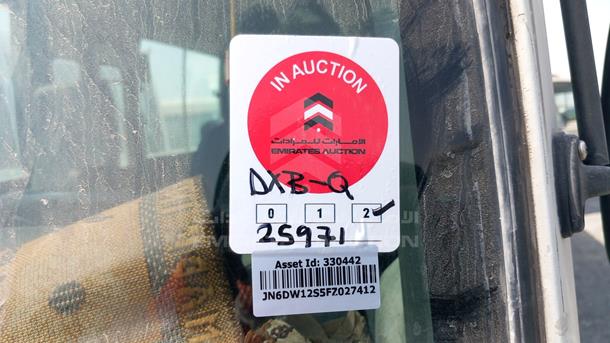 IN AUCTION
الإمارات للمزادات
EMIRATES AUCTION
DXB-Q
0 1 2
25971
Asset Id: 330442
JN6DW12S5FZ027412